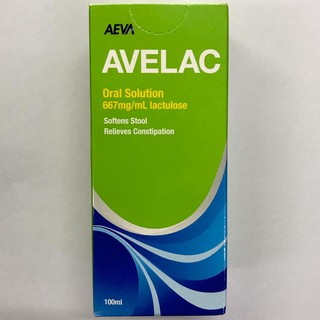 AEVA
AVELAC
Oral Solution
667mg/mL lactulose
Softens Stool
Relieves Constipation
100ml